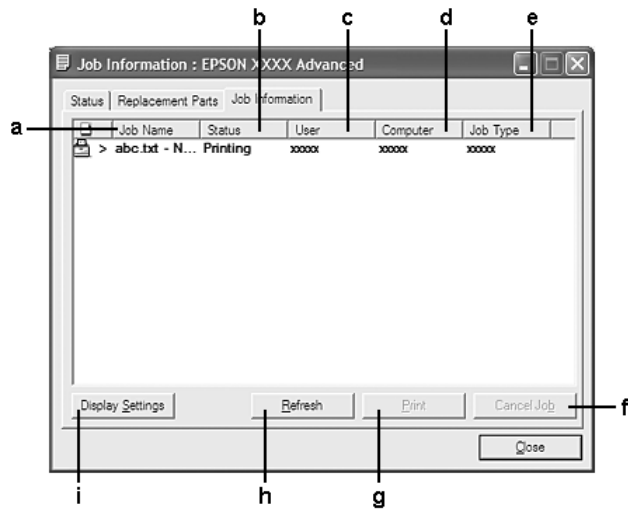 b c d e
Job Information : EPSON XXXX Advanced
Status Replacement Parts Job Information
a
Job Name Status User Computer Job Type
> abc.txt - N... Printing xxxxx xxxxx xxxxx
Display Settings Refresh Print Cancel Job
f
Close
i h g